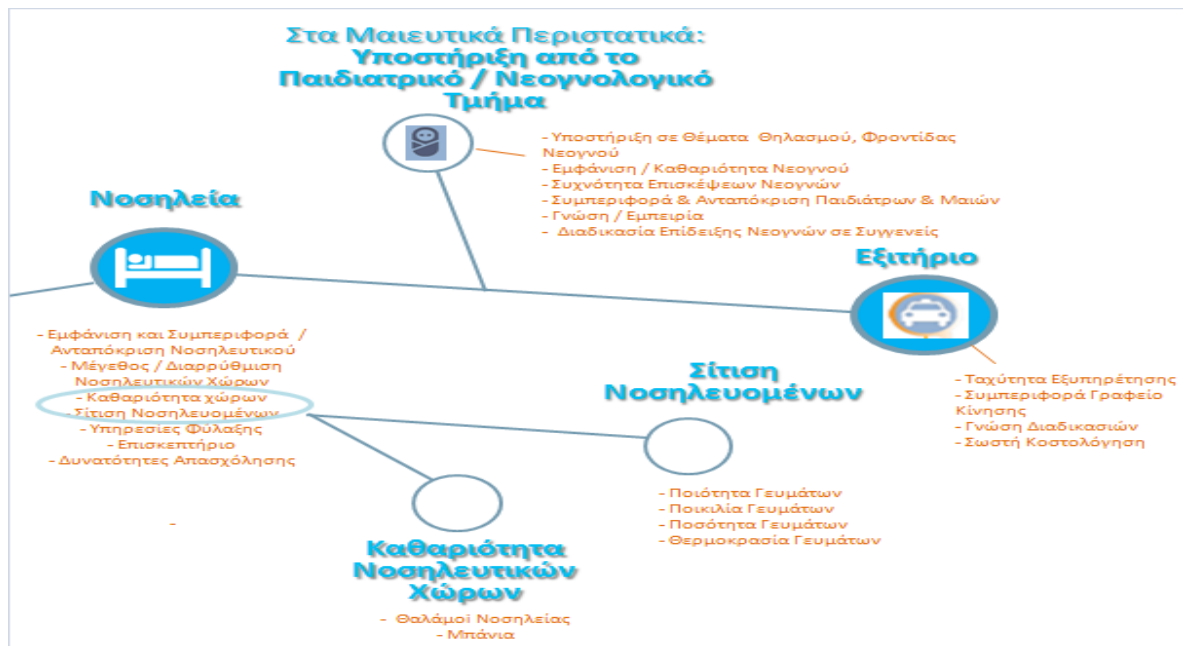 Στα Μαιευτικά Περιστατικά:
Υποστήριξη από το
Παιδιατρικό / Νεογνολογικό
Τμήμα
- Υποστήριξη σε Θέματα Θηλασμού, Φροντίδας
Νεογνού
- Εμφάνιση / Καθαριότητα Νεογνού
- Συχνότητα Επισκέψεων Νεογνών
- Συμπεριφορά & Ανταπόκριση Παιδιάτρων & Μαιών
- Γνώση / Εμπειρία
- Διαδικασία Επίδειξης Νεογνών σε Συγγενείς
Νοσηλεία
- Εμφάνιση και Συμπεριφορά /
Ανταπόκριση Νοσηλευτικού
- Μέγεθος / Διαρρύθμιση
Νοσηλευτικών Χώρων
- Καθαριότητα χώρων
- Σίτιση Νοσηλευομένων
- Υπηρεσίες Φύλαξης
- Επισκεπτήριο
- Δυνατότητες Απασχόλησης
-
Εξιτήριο
- Ταχύτητα Εξυπηρέτησης
- Συμπεριφορά Γραφείο
Κίνησης
- Γνώση Διαδικασιών
- Σωστή Κοστολόγηση
Σίτιση
Νοσηλευομένων
- Ποιότητα Γευμάτων
- Ποικιλία Γευμάτων
- Ποσότητα Γευμάτων
- Θερμοκρασία Γευμάτων
Καθαριότητα
Νοσηλευτικών
Χώρων
- Θαλάμοi Νοσηλείας
- Μπάνια